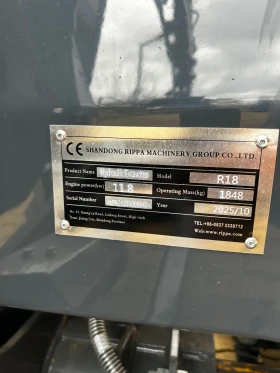 CE SHANDONG RIPPA MACHINERY GROUP CO., LTD.
Product Name Hydraulic Excavator Model R18
Engine power(kw) 11.8 Operating Mass(kg) 1848
Serial Number Year 2025/10
TEL:+86-0537 2338712
Web:www.rippa.com